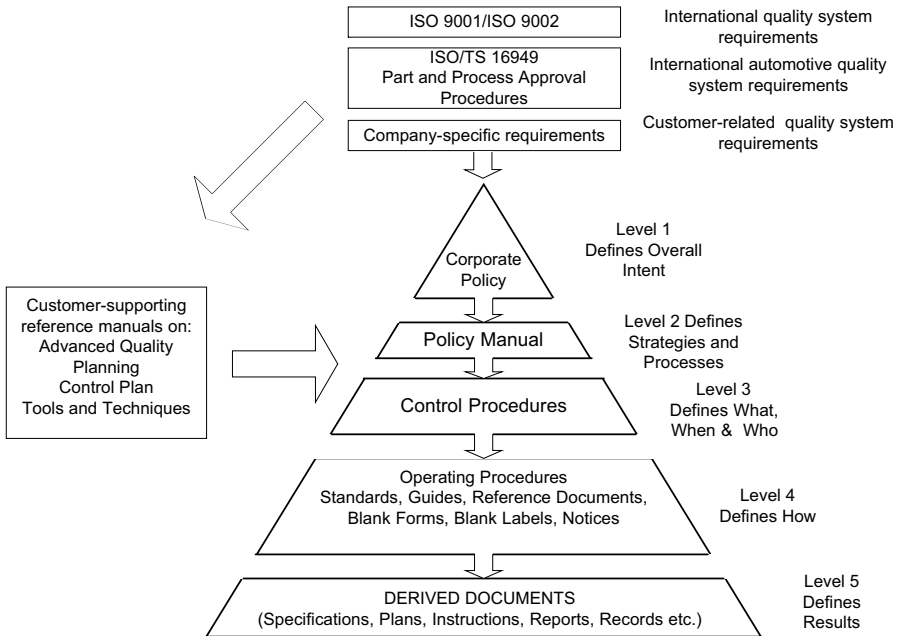 ISO 9001/ISO 9002
International quality system
requirements
ISO/TS 16949
Part and Process Approval
Procedures
International automotive quality
system requirements
Company-specific requirements
Customer-related quality system
requirements
Corporate
Policy
Level 1
Defines Overall
Intent
Customer-supporting
reference manuals on:
Advanced Quality
Planning
Control Plan
Tools and Techniques
Policy Manual
Level 2 Defines
Strategies and
Processes
Control Procedures
Level 3
Defines What,
When & Who
Operating Procedures
Standards, Guides, Reference Documents,
Blank Forms, Blank Labels, Notices
Level 4
Defines How
DERIVED DOCUMENTS
(Specifications, Plans, Instructions, Reports, Records etc.)
Level 5
Defines
Results